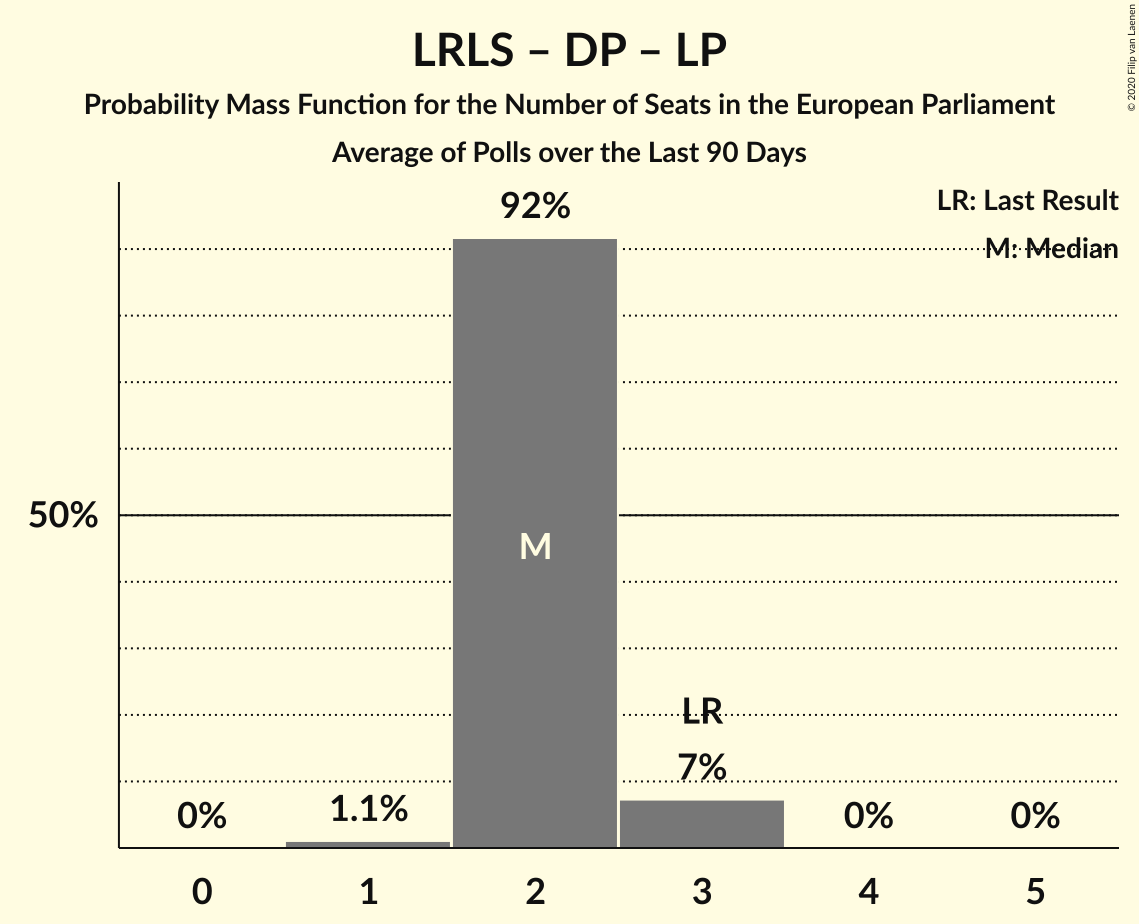 LRLS – DP – LP
Probability Mass Function for the Number of Seats in the European Parliament
Average of Polls over the Last 90 Days
© 2020 Filip van Laenen
LR: Last Result
M: Median
92%
50%
M
LR
7%
0%
1.1%
0%
0%
0 1 2 3 4 5